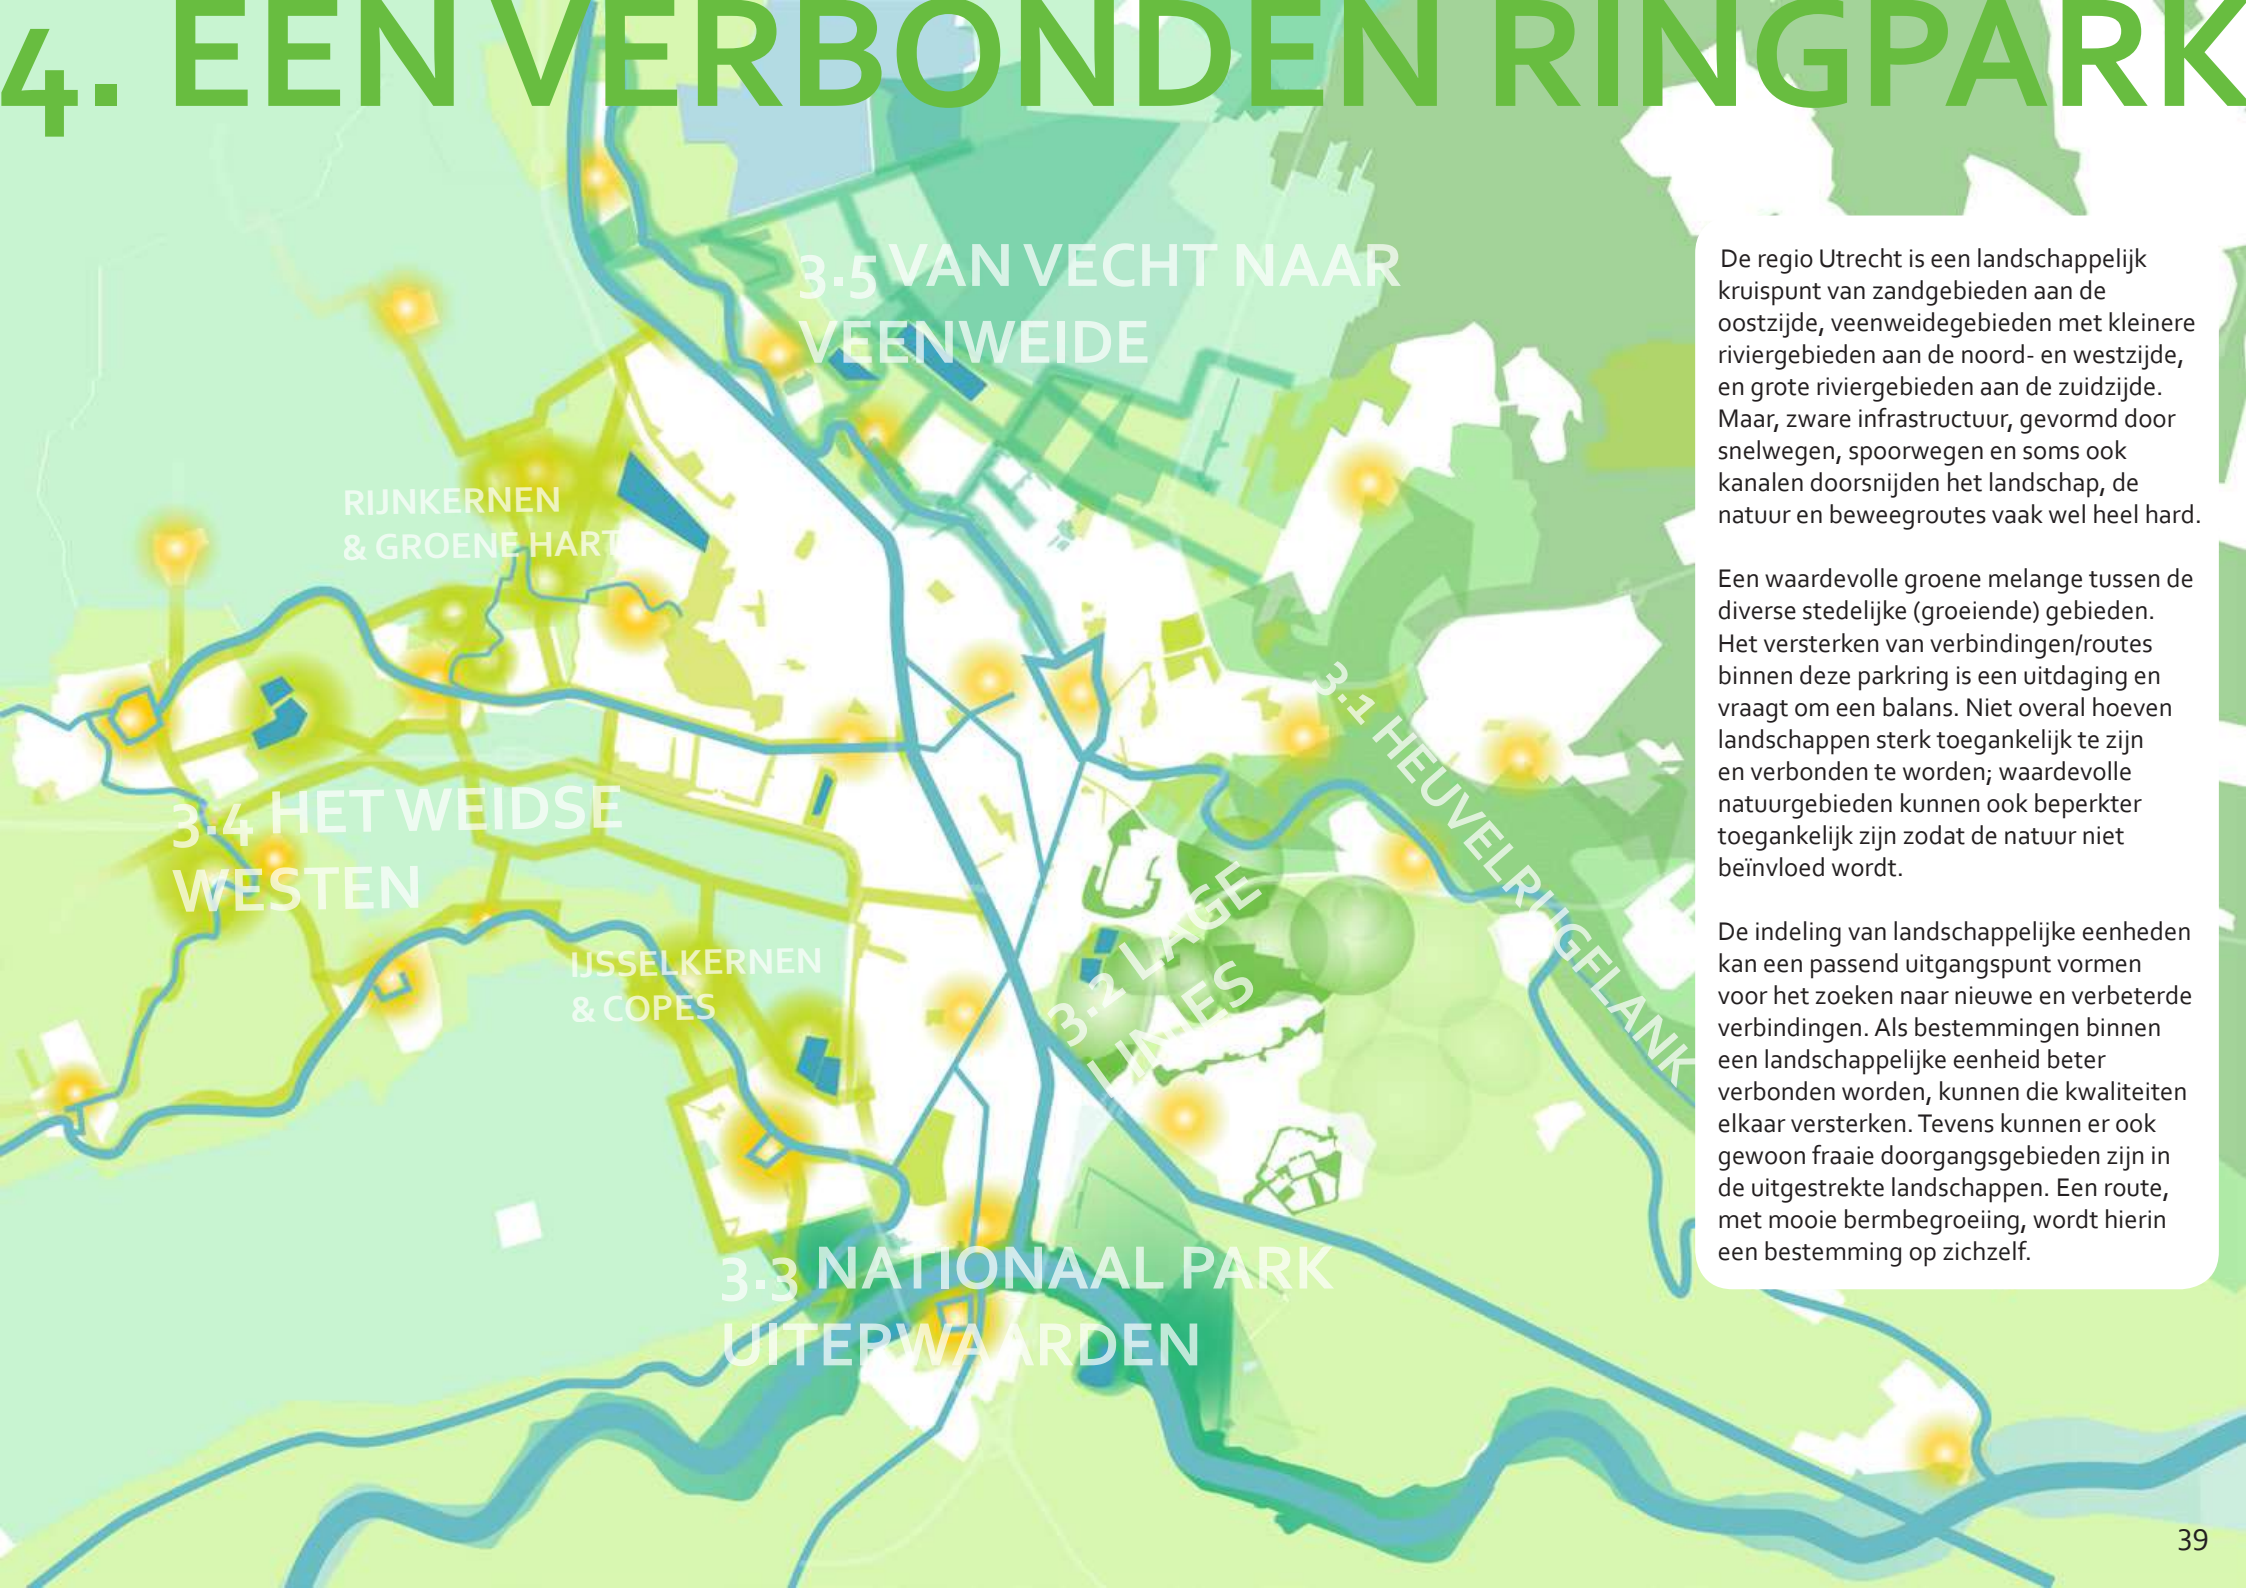 4. EEN VERBONDEN RINGPARK
3.5 VAN VECHT NAAR
VEENWEIDE
RIJNKERNEN
& GROENE HART
3.4 HET WEIDSE
WESTEN
IJSSELKERNEN
& COPES
3.1 HEUVELRIJGFLANK
3.2 LAGE
LINIES
3.3 NATIONAAL PARK
UITERWAARDEN
De regio Utrecht is een landschappelijk
kruispunt van zandgebieden aan de
oostzijde, veenweidegebieden met kleinere
riviergebieden aan de noord- en westzijde,
en grote riviergebieden aan de zuidzijde.
Maar, zware infrastructuur, gevormd door
snelwegen, spoorwegen en soms ook
kanalen doorsnijden het landschap, de
natuur en beweegroutes vaak wel heel hard.
Een waardevolle groene melange tussen de
diverse stedelijke (groeiende) gebieden.
Het versterken van verbindingen/routes
binnen deze parkring is een uitdaging en
vraagt om een balans. Niet overal hoeven
landschappen sterk toegankelijk te zijn
en verbonden te worden; waardevolle
natuurgebieden kunnen ook beperkter
toegankelijk zijn zodat de natuur niet
beïnvloed wordt.
De indeling van landschappelijke eenheden
kan een passend uitgangspunt vormen
voor het zoeken naar nieuwe en verbeterde
verbindingen. Als bestemmingen binnen
een landschappelijke eenheid beter
verbonden worden, kunnen die kwaliteiten
elkaar versterken. Tevens kunnen er ook
gewoon fraaie doorgangsgebieden zijn in
de uitgestrekte landschappen. Een route,
met mooie bermbegroeiing, wordt hierin
een bestemming op zichzelf.
39